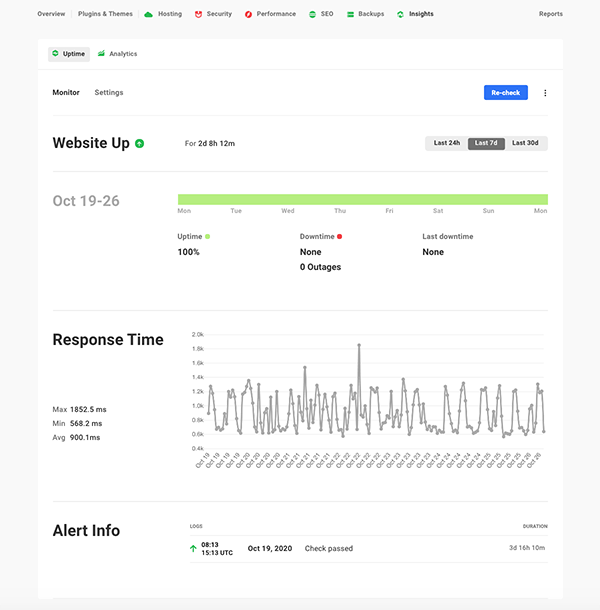 Overview Plugins & Themes Hosting Security Performance SEO Backups Insights Reports
Uptime Analytics
Monitor Settings Re-check
Website Up For 2d 8h 12m Last 24h Last 7d Last 30d
Oct 19-26
Mon Tue Wed Thu Fri Sat Sun Mon
Uptime Downtime Last downtime
100% None None
0 Outages
Response Time
2.0k
1.8k
1.6k
1.4k
1.2k
1.0k
0.8k
0.6k
0.4k
Max 1852.5 ms
Min 568.2 ms
Avg 900.1ms
Oct 19 Oct 19 Oct 19 Oct 20 Oct 20 Oct 20 Oct 20 Oct 21 Oct 21 Oct 21 Oct 21 Oct 22 Oct 22 Oct 22 Oct 22 Oct 23 Oct 23 Oct 23 Oct 23 Oct 24 Oct 24 Oct 24 Oct 24 Oct 25 Oct 25 Oct 25 Oct 26
Alert Info
LOGS DURATION
08:13
15:13 UTC Oct 19, 2020 Check passed 3d 16h 10m